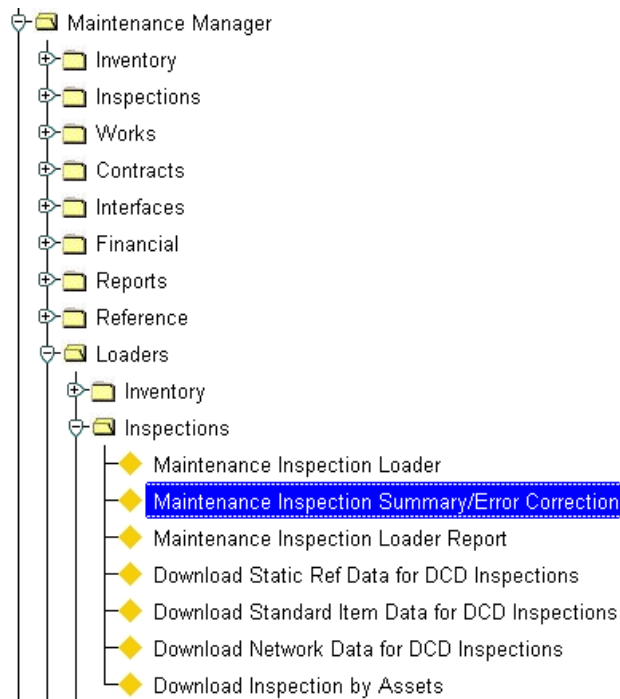 Maintenance Manager
Inventory
Inspections
Works
Contracts
Interfaces
Financial
Reports
Reference
Loaders
Inventory
Inspections
Maintenance Inspection Loader
Maintenance Inspection Summary/Error Correction
Maintenance Inspection Loader Report
Download Static Ref Data for DCD Inspections
Download Standard Item Data for DCD Inspections
Download Network Data for DCD Inspections
Download Inspection by Assets